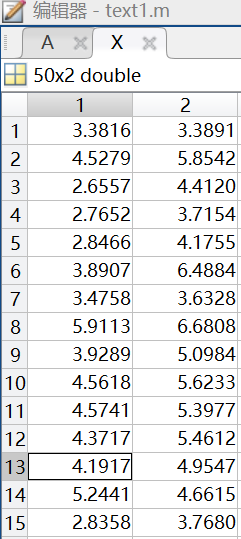 编辑器 - text1.m
A X
50x2 double
1 2
1 3.3816 3.3891
2 4.5279 5.8542
3 2.6557 4.4120
4 2.7652 3.7154
5 2.8466 4.1755
6 3.8907 6.4884
7 3.4758 3.6328
8 5.9113 6.6808
9 3.9289 5.0984
10 4.5618 5.6233
11 4.5741 5.3977
12 4.3717 5.4612
13 4.1917 4.9547
14 5.2441 4.6615
15 2.8358 3.7680